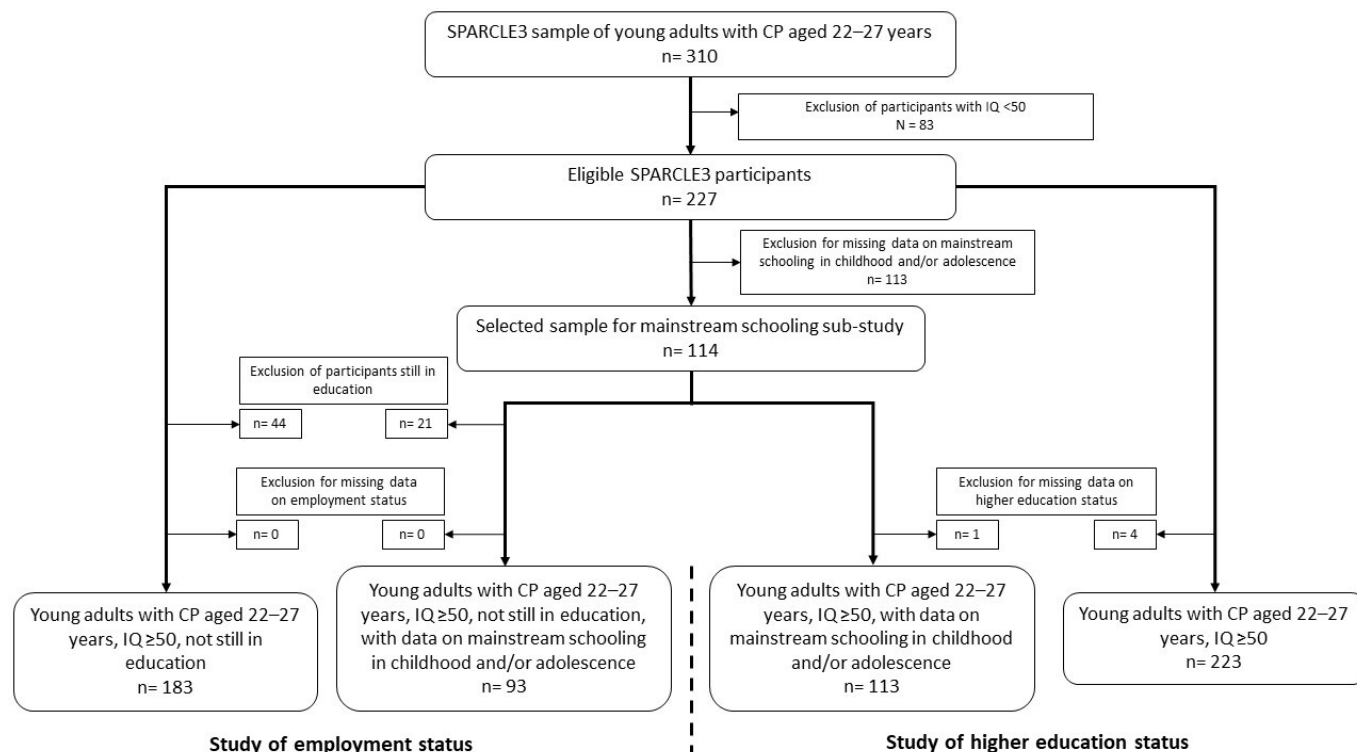 SPARCLE3 sample of young adults with CP aged 22–27 years
n= 310
Exclusion of participants with IQ <50
N = 83
Eligible SPARCLE3 participants
n= 227
Exclusion for missing data on mainstream
schooling in childhood and/or adolescence
n= 113
Selected sample for mainstream schooling sub-study
n= 114
Exclusion of participants still in
education
n= 44
n= 21
Exclusion for missing data
on employment status
n= 0
n= 0
Exclusion for missing data on
higher education status
n= 1
n= 4
Young adults with CP aged 22–27
years, IQ ≥50, not still in
education
n= 183
Young adults with CP aged 22–27
years, IQ ≥50, not still in education,
with data on mainstream schooling
in childhood and/or adolescence
n= 93
Young adults with CP aged 22–27
years, IQ ≥50, with data on
mainstream schooling in childhood
and/or adolescence
n= 113
Young adults with CP aged 22–27
years, IQ ≥50
n= 223
Study of employment status
Study of higher education status